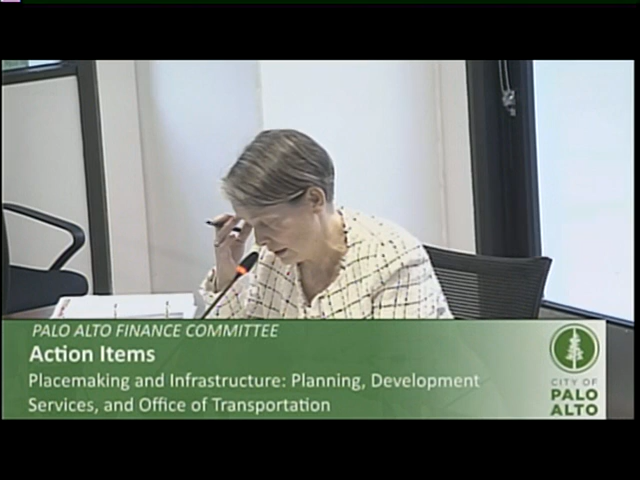 PALO ALTO FINANCE COMMITTEE
Action Items
Placemaking and Infrastructure: Planning, Development
Services, and Office of Transportation
CITY OF
PALO
ALTO